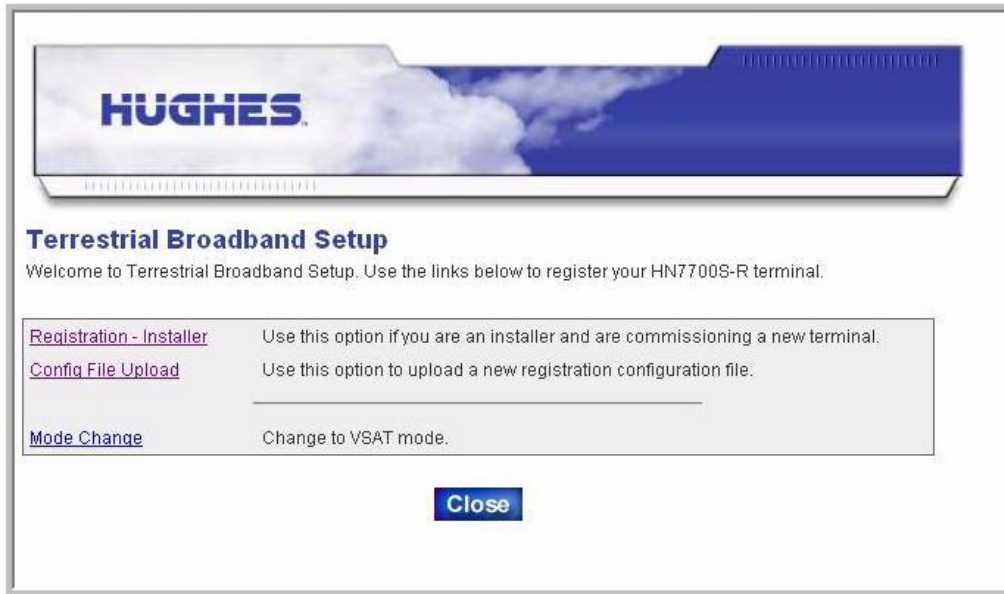 HUGHES.
Terrestrial Broadband Setup
Welcome to Terrestrial Broadband Setup. Use the links below to register your HN7700S-R terminal.
Registration - Installer Use this option if you are an installer and are commissioning a new terminal.
Config File Upload Use this option to upload a new registration configuration file.
Mode Change Change to VSAT mode.
Close